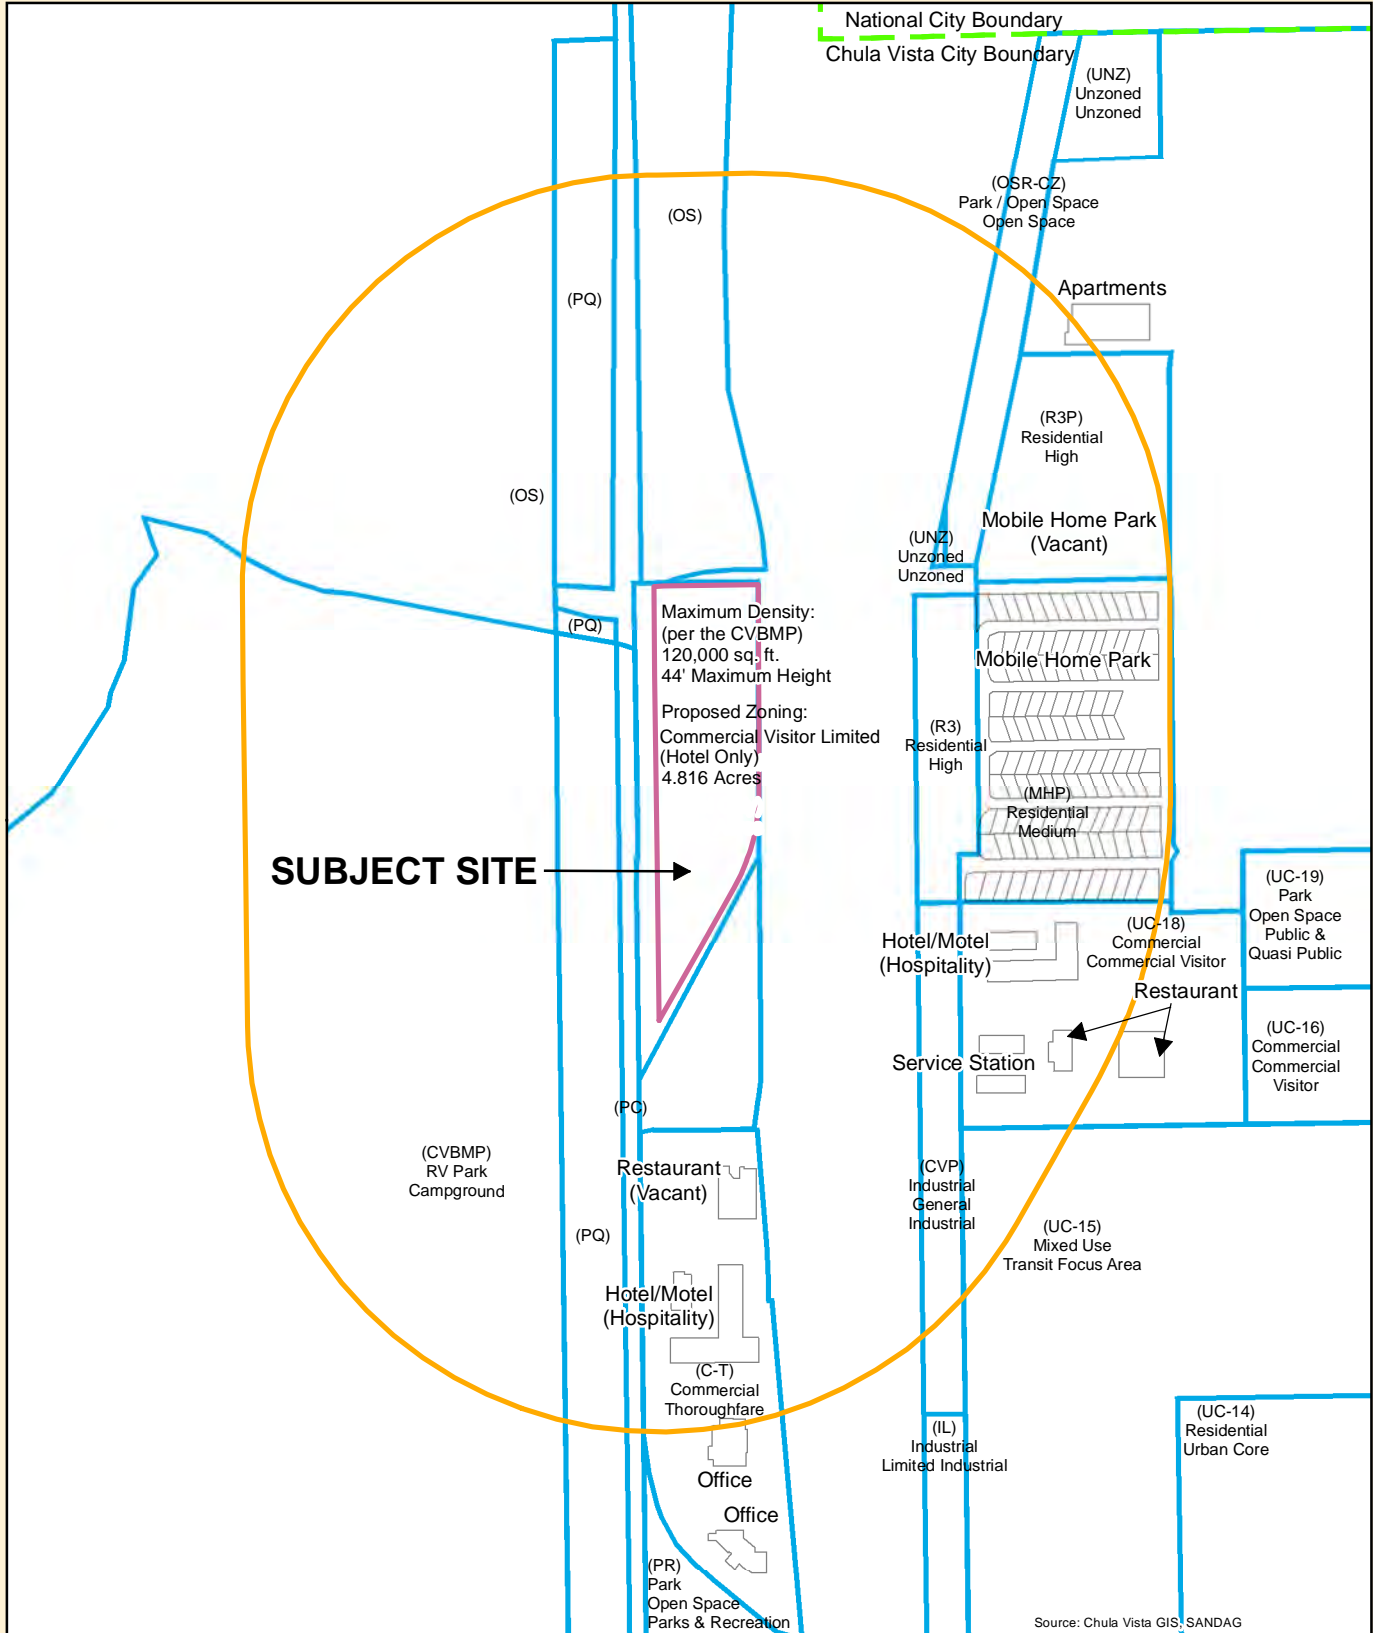 National City Boundary
Chula Vista City Boundary
(UNZ)
Unzoned
Unzoned
(OSR-CZ)
Park / Open Space
Open Space
(OS)
(PQ)
Apartments
(R3P)
Residential
High
(OS)
Mobile Home Park
(Vacant)
(UNZ)
Unzoned
Unzoned
(PQ)
Maximum Density:
(per the CVBMP)
120,000 sq. ft.
44' Maximum Height
Proposed Zoning:
Commercial Visitor Limited
(Hotel Only)
4.816 Acres
Mobile Home Park
(R3)
Residential
High
(MHP)
Residential
Medium
SUBJECT SITE
(UC-19)
Park
Open Space
Public &
Quasi Public
Hotel/Motel
(Hospitality)
(UC-18)
Commercial
Commercial Visitor
Restaurant
(UC-16)
Commercial
Commercial
Visitor
Service Station
(PC)
(CVBMP)
RV Park
Campground
Restaurant
(Vacant)
(CVP)
Industrial
General
Industrial
(PQ)
(UC-15)
Mixed Use
Transit Focus Area
Hotel/Motel
(Hospitality)
(C-T)
Commercial
Thoroughfare
(IL)
Industrial
Limited Industrial
(UC-14)
Residential
Urban Core
Office
Office
(PR)
Park
Open Space
Parks & Recreation
Source: Chula Vista GIS, SANDAG